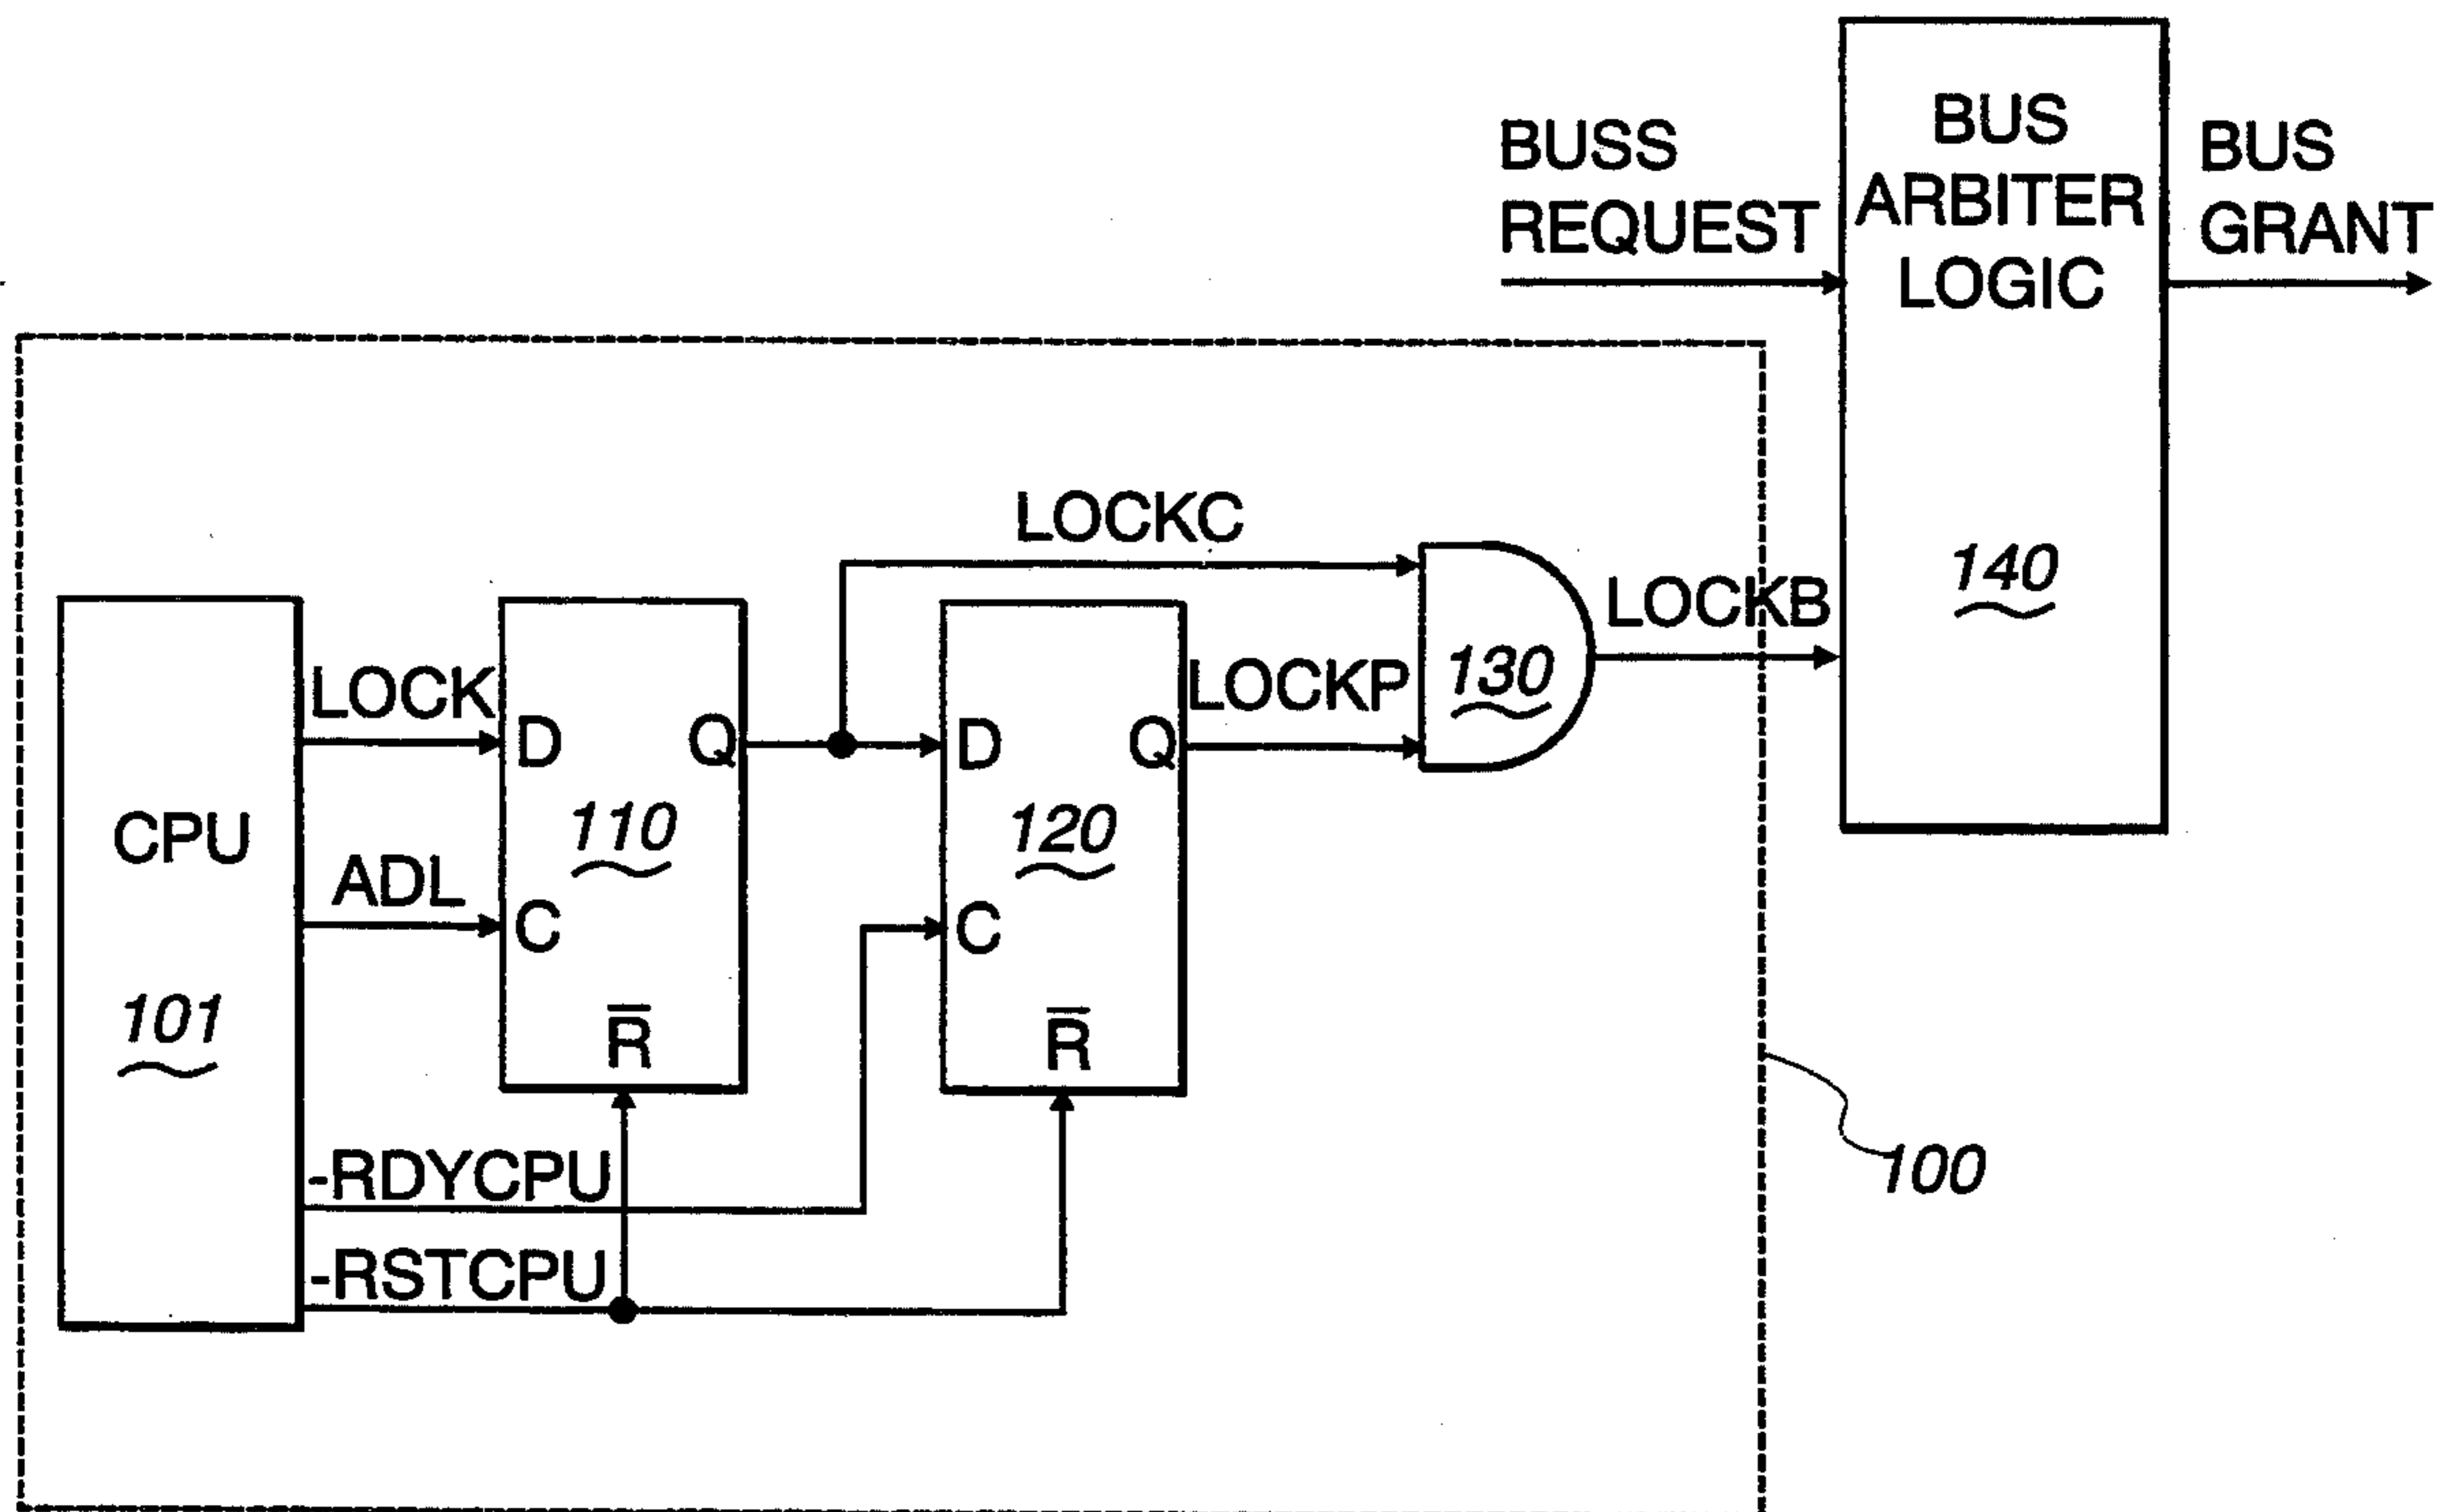 BUSS
REQUEST
BUS
ARBITER
LOGIC
140
BUS
GRANT
LOCKC
LOCKB
130
LOCKP
CPU
101
LOCK
ADL
D
Q
110
C
R̅
D
Q
120
C
R̅
-RDYCPU
-RSTCPU
100